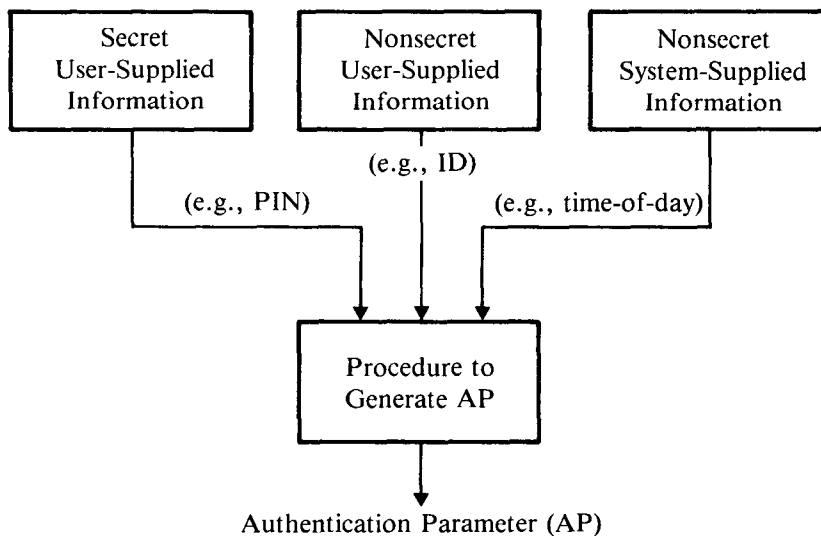 Secret
User-Supplied
Information
Nonsecret
User-Supplied
Information
Nonsecret
System-Supplied
Information
(e.g., ID)
(e.g., PIN)
(e.g., time-of-day)
Procedure to
Generate AP
Authentication Parameter (AP)